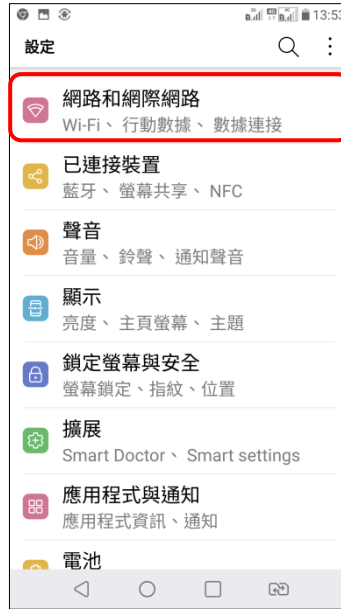 13:53
設定
網路和網際網路
Wi-Fi、 行動數據、 數據連接
已連接裝置
藍牙、 螢幕共享、 NFC
聲音
音量、 鈴聲、 通知聲音
顯示
亮度、 主頁螢幕、 主題
鎖定螢幕與安全
螢幕鎖定、指紋、位置
擴展
Smart Doctor、 Smart settings
應用程式與通知
應用程式資訊、通知
電池